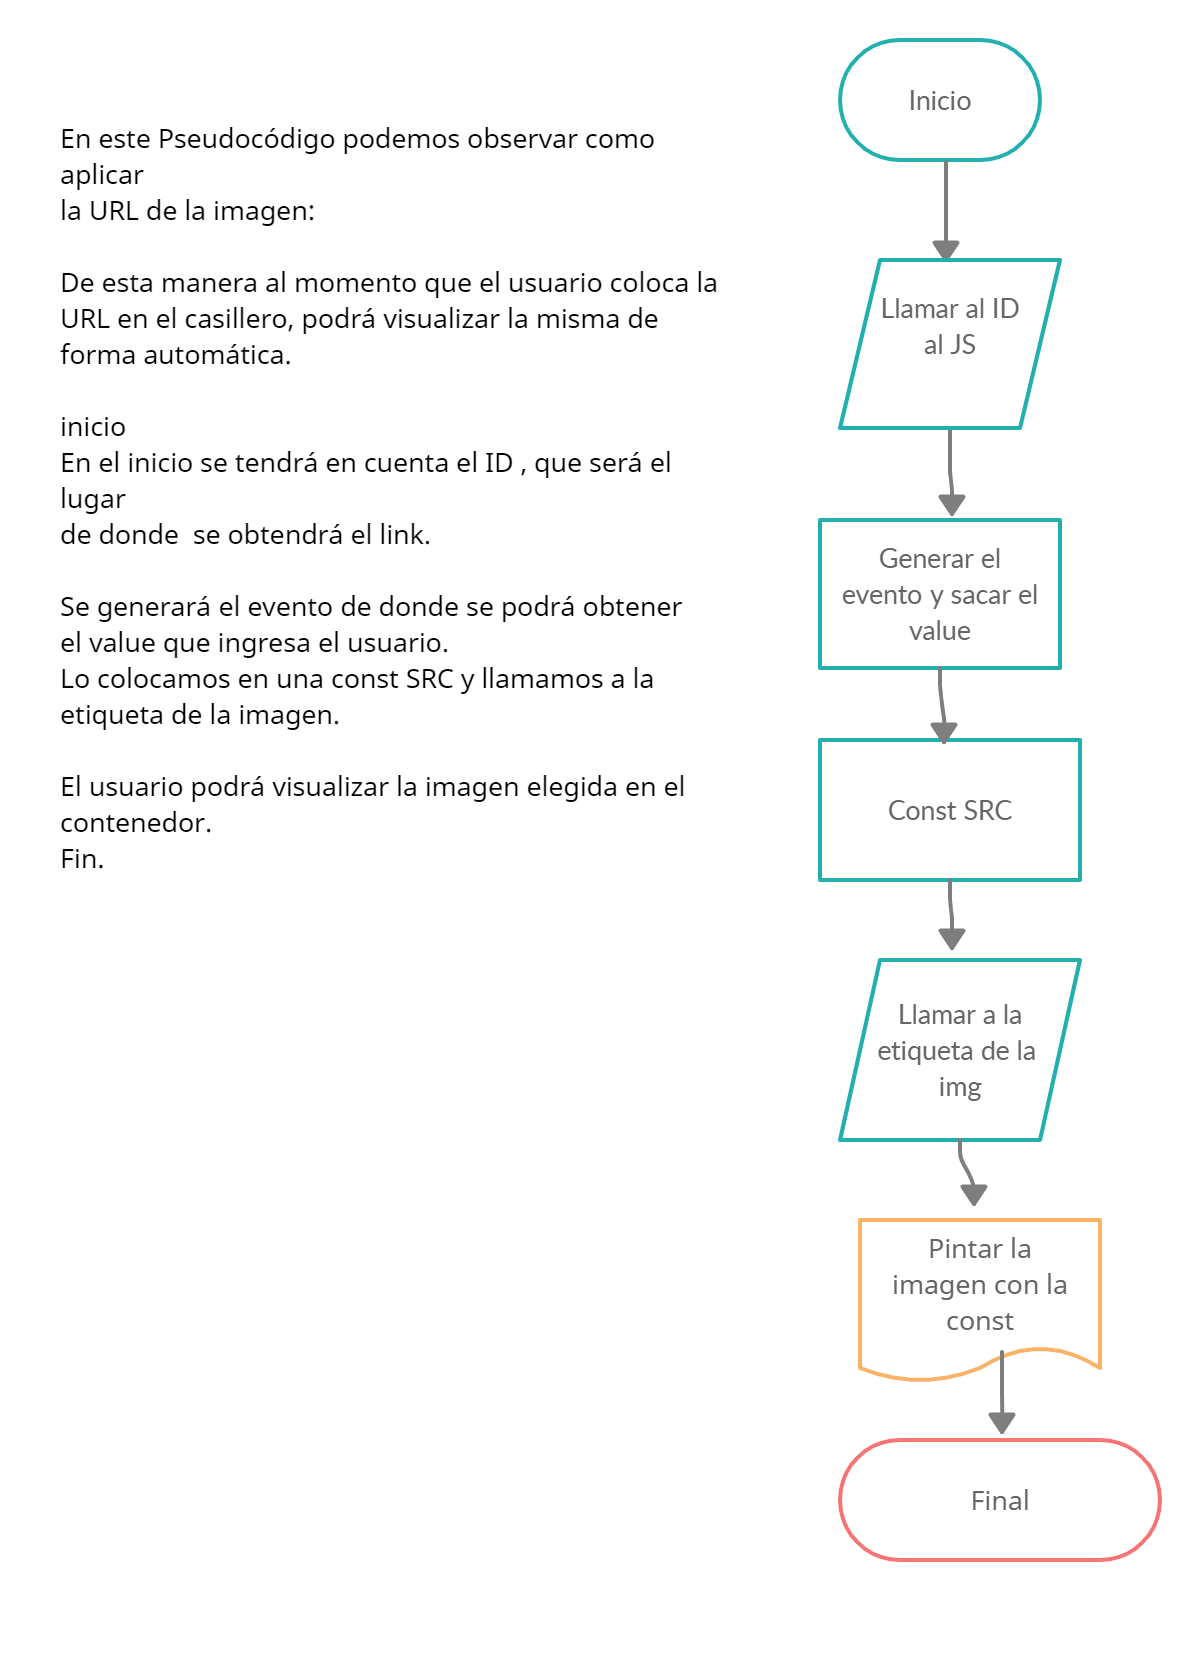 En este Pseudocódigo podemos observar como
aplicar
la URL de la imagen:
De esta manera al momento que el usuario coloca la
URL en el casillero, podrá visualizar la misma de
forma automática.
inicio
En el inicio se tendrá en cuenta el ID , que será el
lugar
de donde  se obtendrá el link.
Se generará el evento de donde se podrá obtener
el value que ingresa el usuario.
Lo colocamos en una const SRC y llamamos a la
etiqueta de la imagen.
El usuario podrá visualizar la imagen elegida en el
contenedor.
Fin.
Inicio
Llamar al ID
al JS
Generar el
evento y sacar el
value
Const SRC
Llamar a la
etiqueta de la
img
Pintar la
imagen con la
const
Final